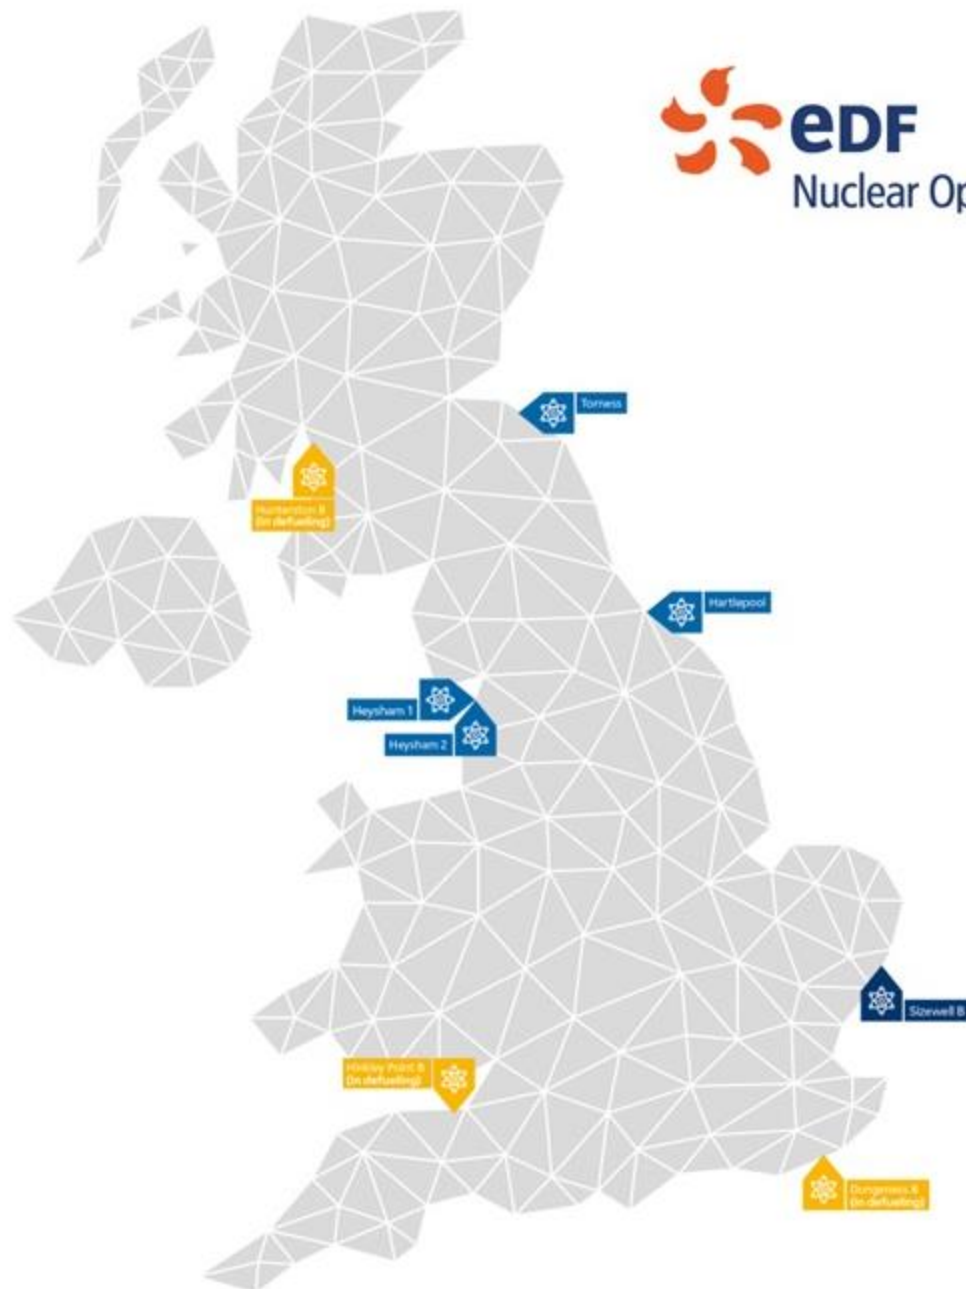 eDF
Nuclear Op
Torness
Hunterston B
(in defueling)
Hartlepool
Heysham 1
Heysham 2
Sizewell B
Hinkley Point B
(in defueling)
Dungeness B
(in defueling)